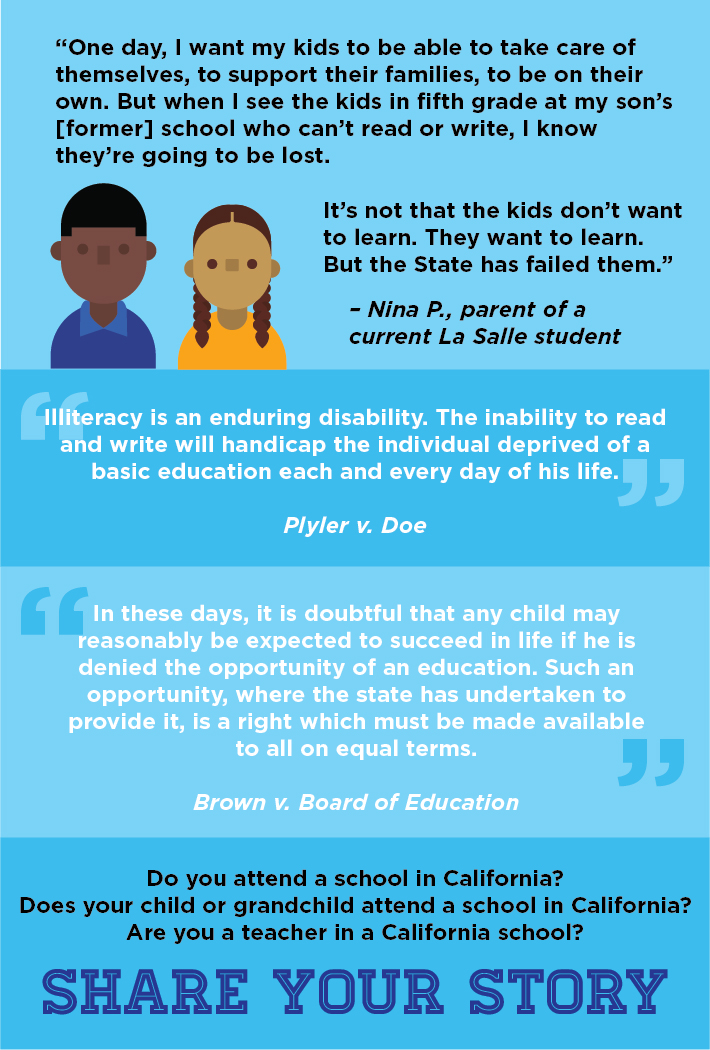 “One day, I want my kids to be able to take care of
themselves, to support their families, to be on their
own. But when I see the kids in fifth grade at my son’s
[former] school who can’t read or write, I know
they’re going to be lost.
It’s not that the kids don’t want
to learn. They want to learn.
But the State has failed them.”
– Nina P., parent of a
current La Salle student
“
Illiteracy is an enduring disability. The inability to read
and write will handicap the individual deprived of a
basic education each and every day of his life.
”
Plyler v. Doe
“
In these days, it is doubtful that any child may
reasonably be expected to succeed in life if he is
denied the opportunity of an education. Such an
opportunity, where the state has undertaken to
provide it, is a right which must be made available
to all on equal terms.
”
Brown v. Board of Education
Do you attend a school in California?
Does your child or grandchild attend a school in California?
Are you a teacher in a California school?
SHARE YOUR STORY